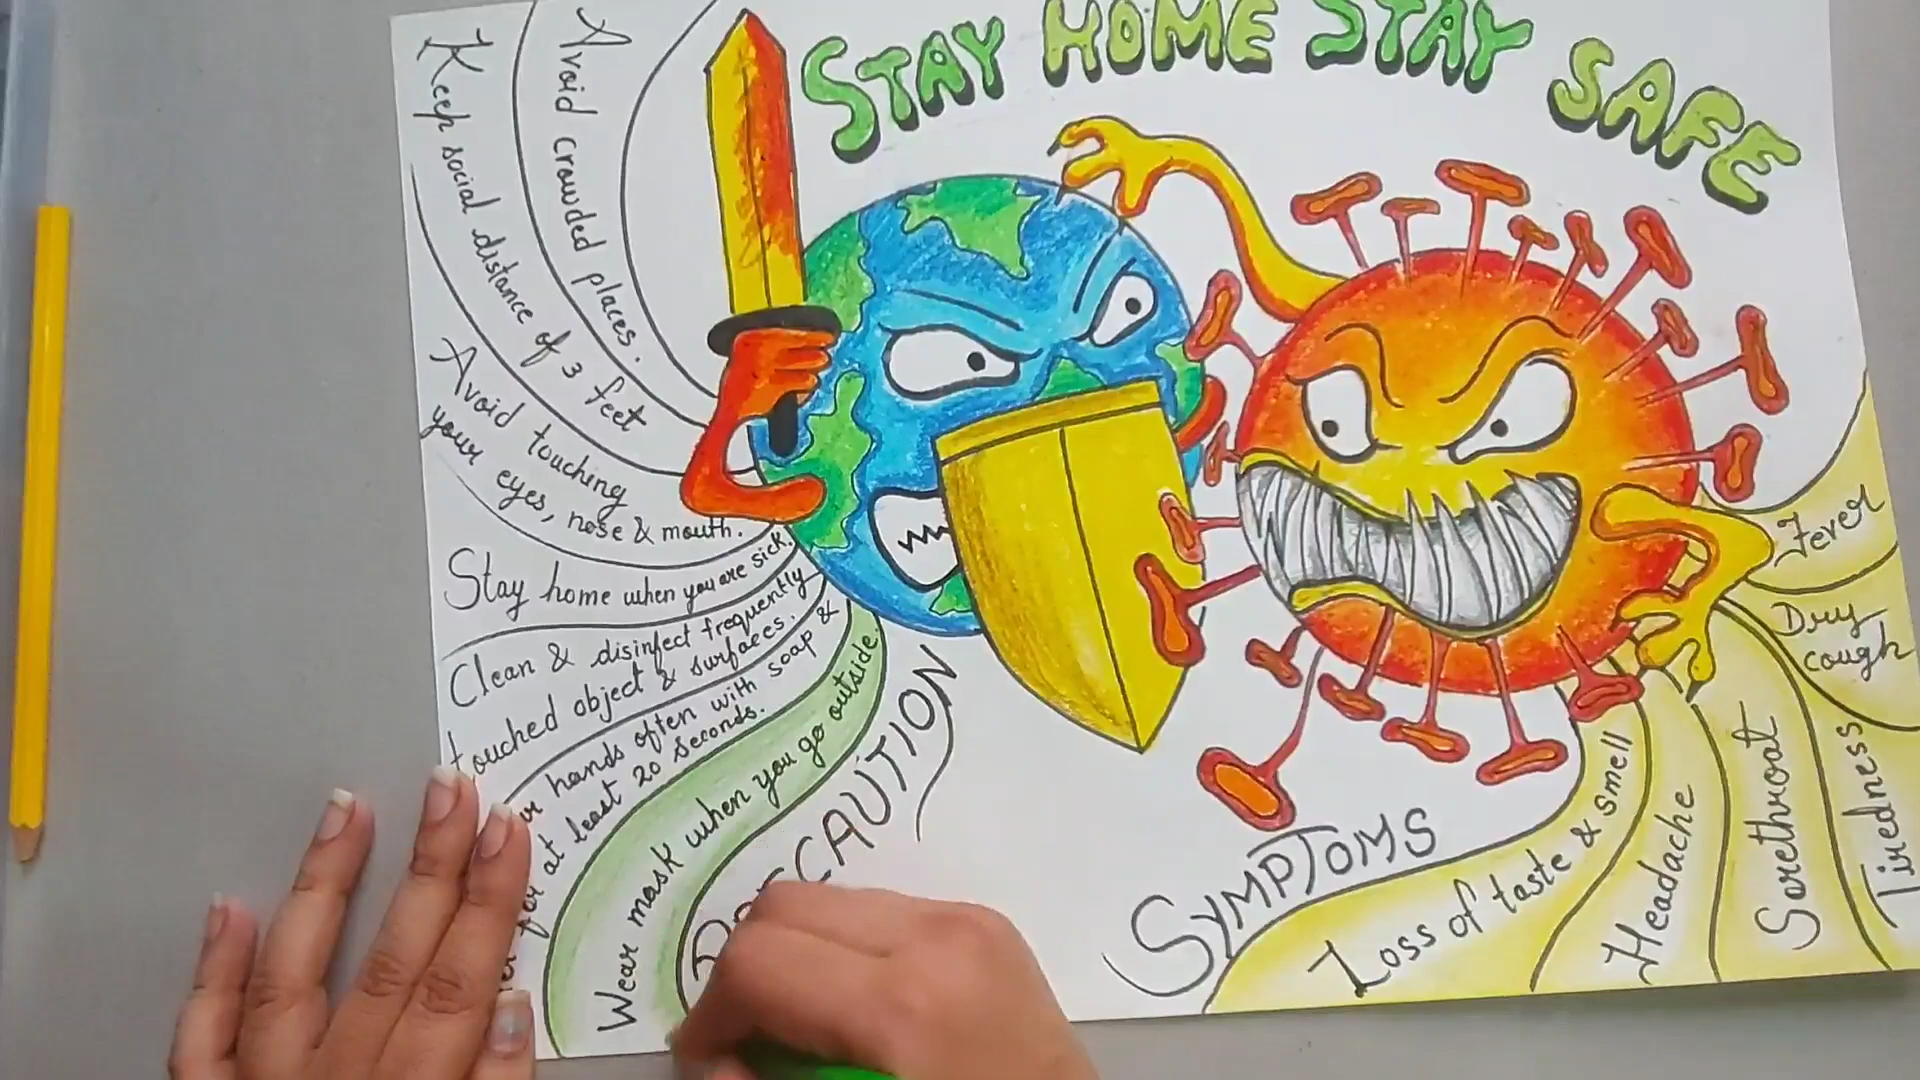 STAY HOME STAY SAFE
Avoid crowded places.
Keep social distance of 3 feet
Avoid touching
your eyes, nose & mouth.
Stay home when you are sick.
Clean & disinfect frequently
touched object & surfaces.
hands often with soap &
for at least 20 seconds.
Wear mask when you go outside.
PRECAUTION
SYMPTOMS
Loss of taste & smell
Headache
Sorethroat
Tiredness
Dry
cough
Fever